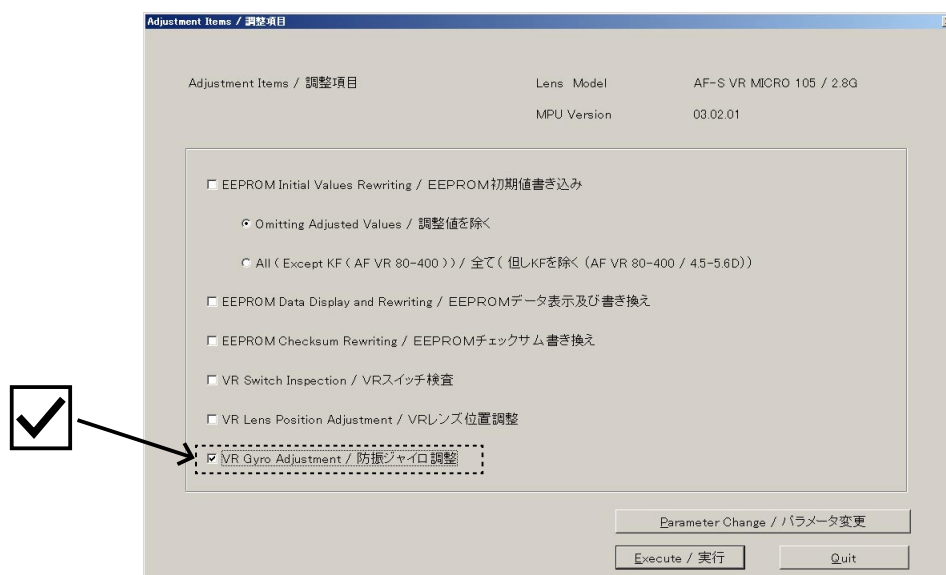 Adjustment Items / 調整項目
Adjustment Items / 調整項目
Lens Model AF-S VR MICRO 105 / 2.8G
MPU Version 03.02.01
EEPROM Initial Values Rewriting / EEPROM初期値書き込み
Omitting Adjusted Values / 調整値を除く
All ( Except KF ( AF VR 80-400 ) ) / 全て ( 但しKFを除く (AF VR 80-400 / 4.5-5.6D) )
EEPROM Data Display and Rewriting / EEPROMデータ表示及び書き換え
EEPROM Checksum Rewriting / EEPROMチェックサム書き換え
VR Switch Inspection / VRスイッチ検査
VR Lens Position Adjustment / VRレンズ位置調整
VR Gyro Adjustment / 防振ジャイロ調整
Parameter Change / パラメータ変更
Execute / 実行
Quit